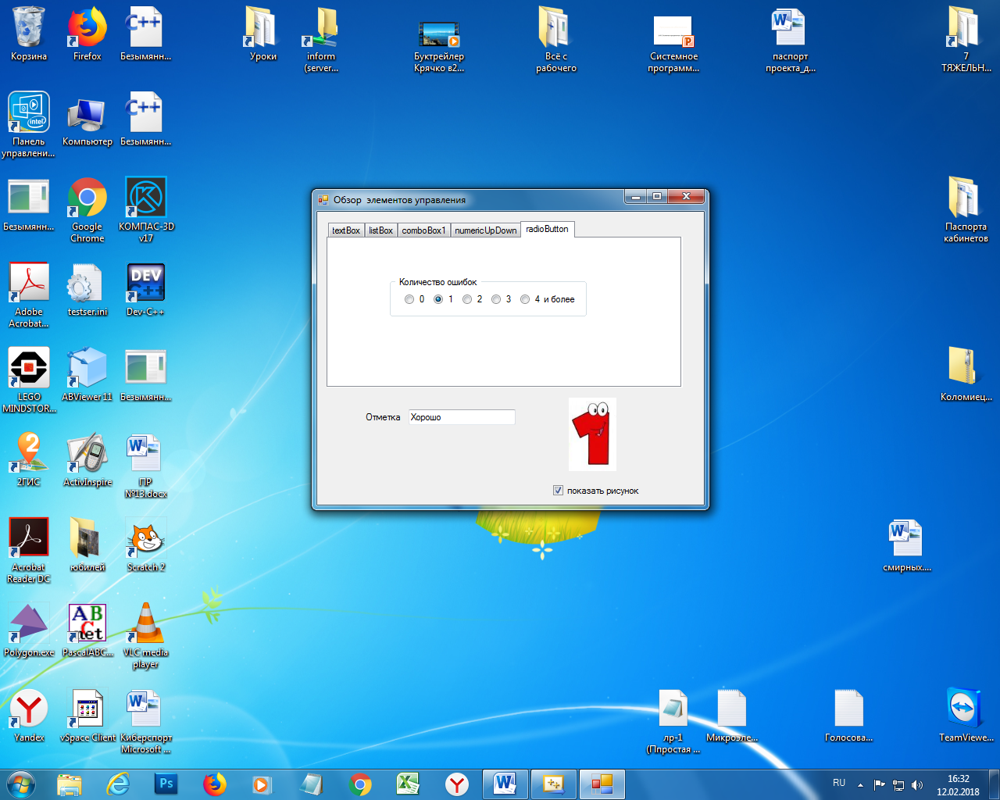 Корзина
Firefox
Безымянн...
Уроки
inform
(server...
Буктрейлер
Крячко в2...
Всё с
рабочего
Системное
программ...
паспорт
проекта_д...
7
ТЯЖЕЛЬН...
Панель
управлени...
Компьютер
Безымянн...
Безымянн...
Google
Chrome
КОМПАС-3D
v17
Паспорта
кабинетов
Обзор элементов управления
textBox
listBox
comboBox1
numericUpDown
radioButton
Количество ошибок
0 1 2 3 4 и более
Отметка
Хорошо
показать рисунок
Adobe
Acrobat...
testser.ini
Dev-C++
LEGO
MINDSTOR...
ABViewer 11
Безымянн...
Коломиец...
2ГИС
ActivInspire
ПР
№13.docx
Acrobat
Reader DC
юбилей
Scratch 2
смирных....
Polygon.exe
PascalABC...
VLC media
player
Yandex
vSpace Client
Киберспорт
Microsoft ...
лр-1
(Ппростая ...
Микроэле...
Голосова...
TeamViewe...
RU
16:32
12.02.2018